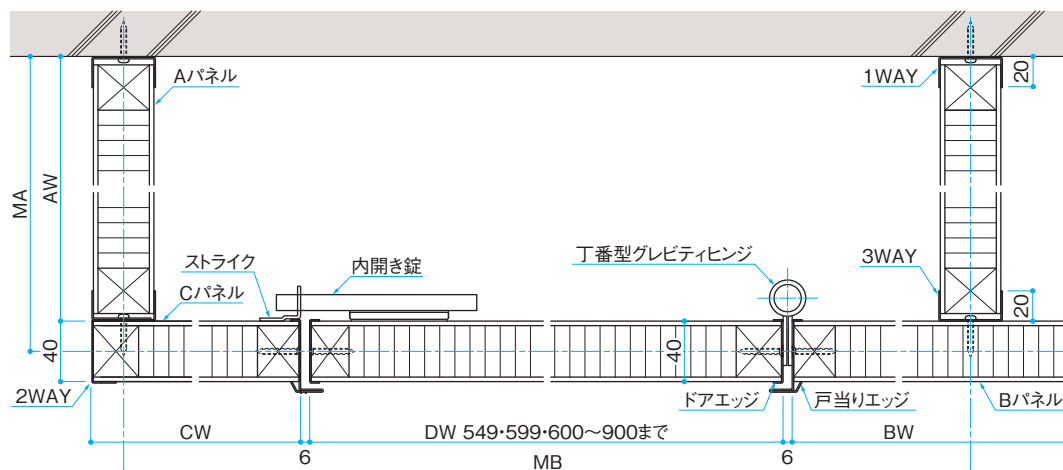 Aパネル
1WAY
20
MA
AW
ストライク
内開き錠
丁番型グレビティヒンジ
3WAY
Cパネル
20
40
40
2WAY
ドアエッジ
戸当りエッジ
Bパネル
CW
DW 549・599・600〜900まで
BW
6
MB
6